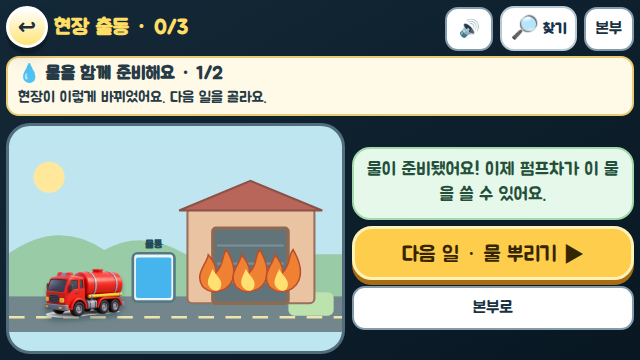 현장 출동 · 0/3
찾기
본부
물을 함께 준비해요 · 1/2
현장이 이렇게 바뀌었어요. 다음 일을 골라요.
물통
물이 준비됐어요! 이제 펌프차가 이 물
을 쓸 수 있어요.
다음 일 · 물 뿌리기 ▶
본부로